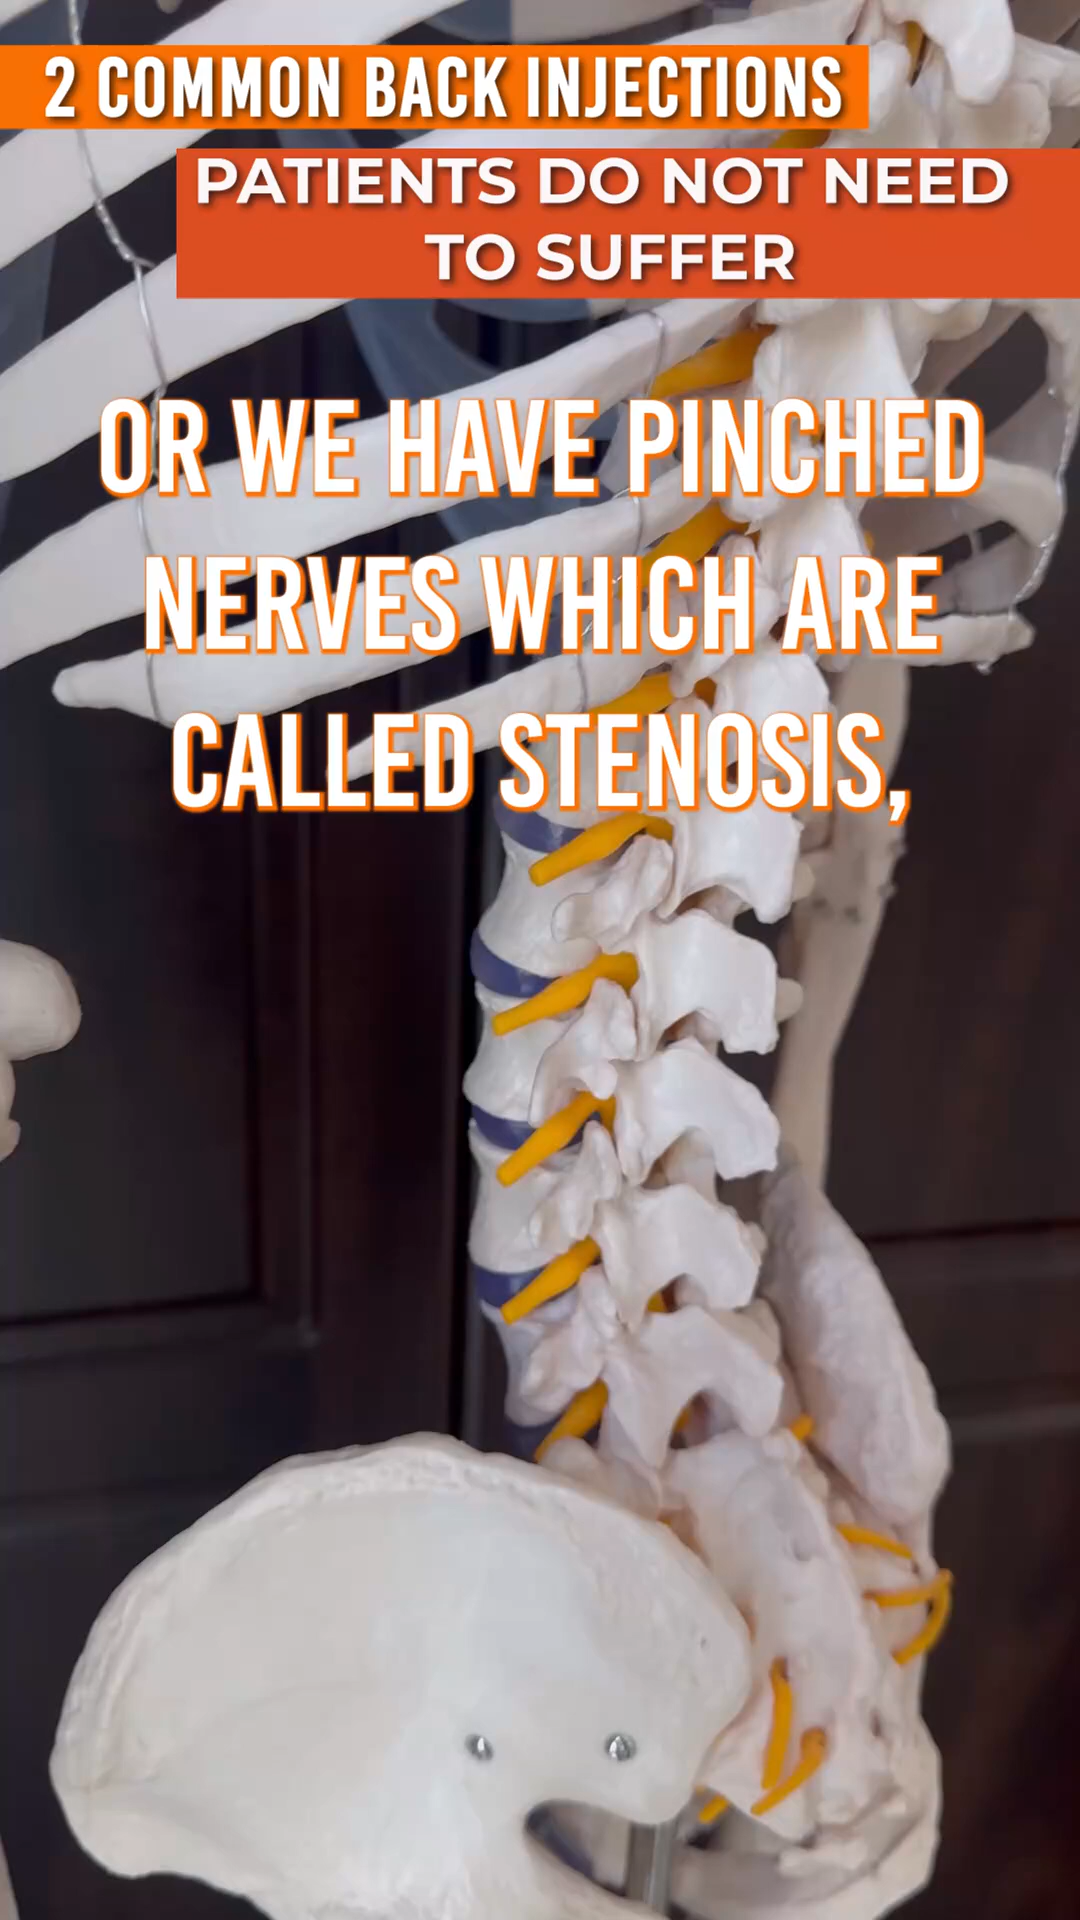 2 COMMON BACK INJECTIONS
PATIENTS DO NOT NEED
TO SUFFER
OR WE HAVE PINCHED
NERVES WHICH ARE
CALLED STENOSIS,